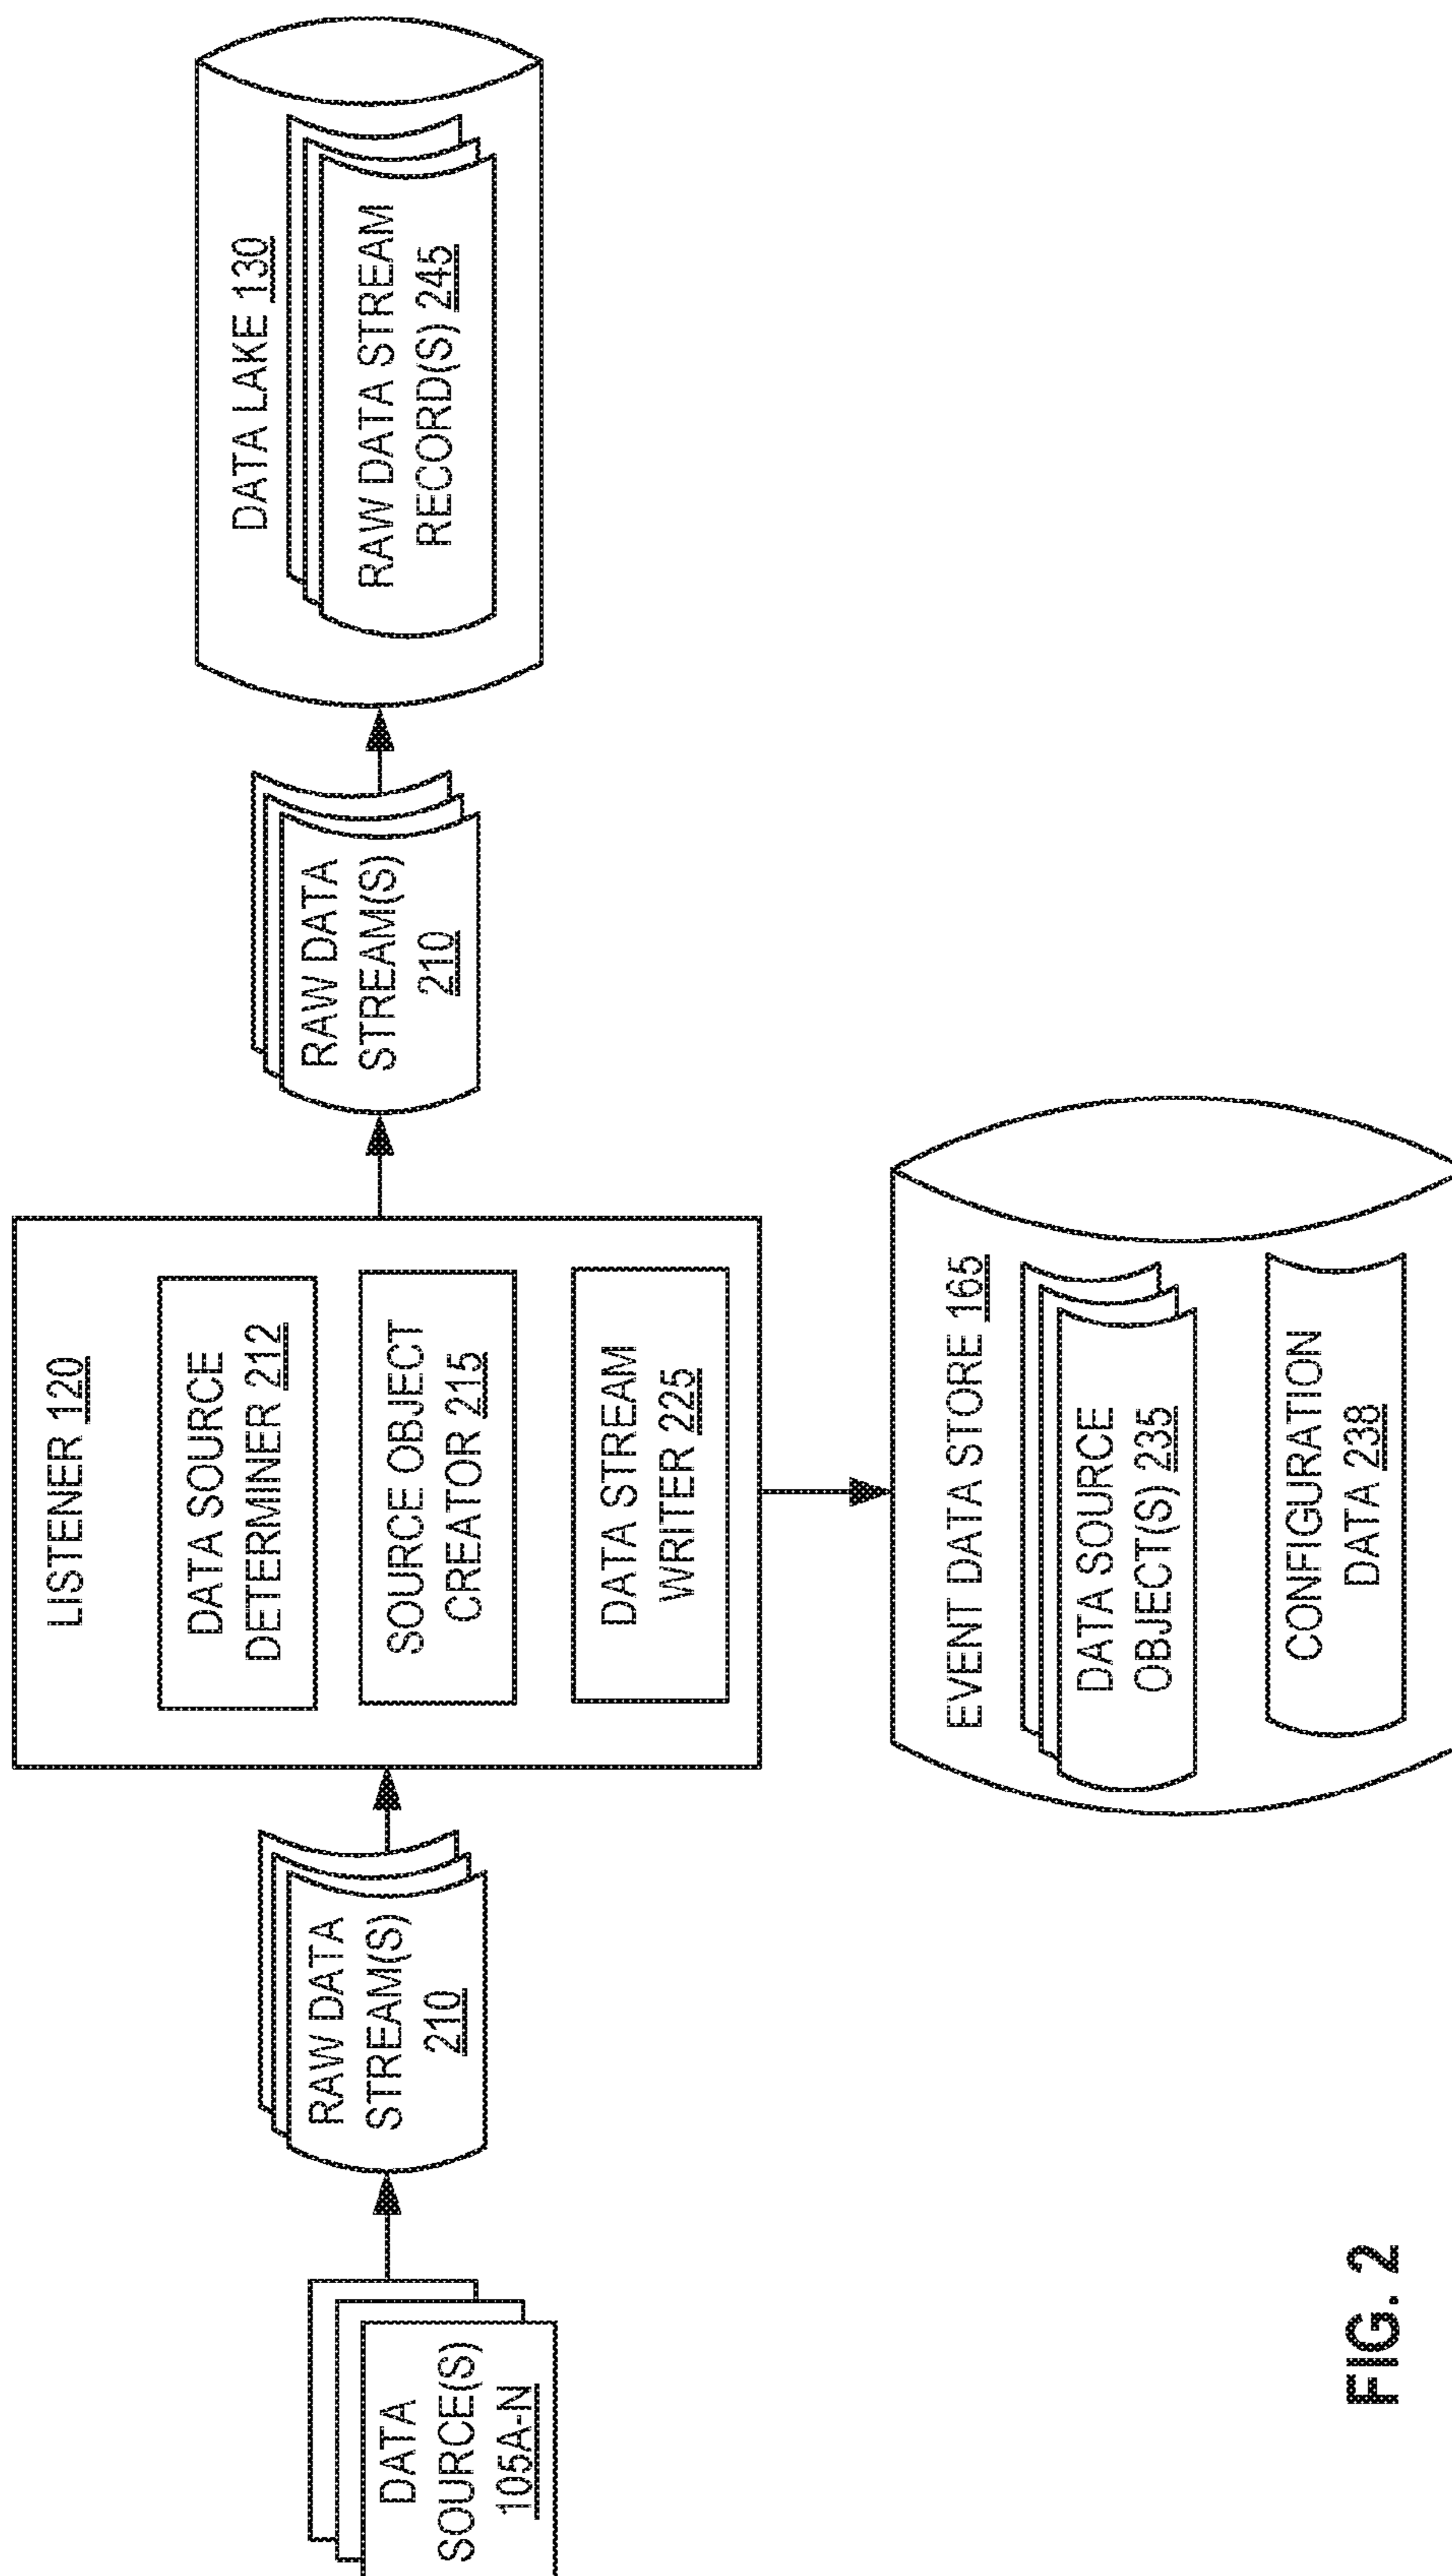 DATA
SOURCE(S)
105A-N
RAW DATA
STREAM(S)
210
LISTENER 120
DATA SOURCE
DETERMINER 212
SOURCE OBJECT
CREATOR 215
DATA STREAM
WRITER 225
RAW DATA
STREAM(S)
210
DATA LAKE 130
RAW DATA STREAM
RECORD(S) 245
EVENT DATA STORE 165
DATA SOURCE
OBJECT(S) 235
CONFIGURATION
DATA 238
FIG. 2